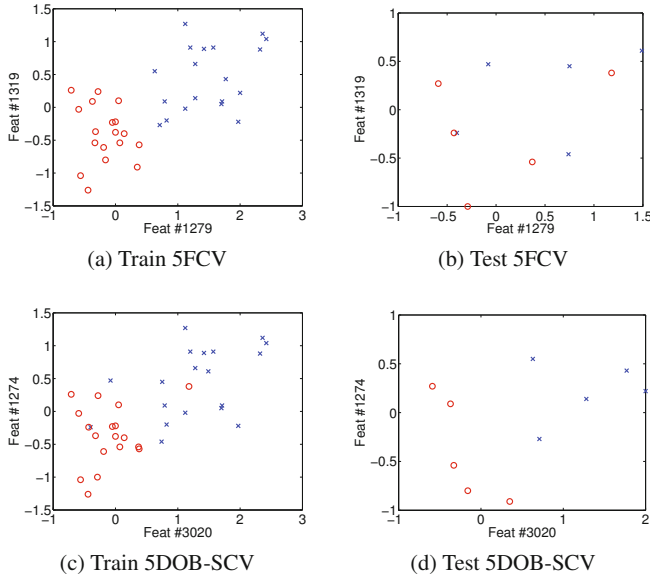 1.5
1
0.5
0
−0.5
−1
−1.5
−1 0 1 2 3
Feat #1319
Feat #1279
(a) Train 5FCV
1
0.5
0
−0.5
−1
−1 −0.5 0 0.5 1 1.5
Feat #1319
Feat #1279
(b) Test 5FCV
1.5
1
0.5
0
−0.5
−1
−1.5
−1 0 1 2 3
Feat #1274
Feat #3020
(c) Train 5DOB-SCV
1
0.5
0
−0.5
−1
−1 0 1 2
Feat #1274
Feat #3020
(d) Test 5DOB-SCV